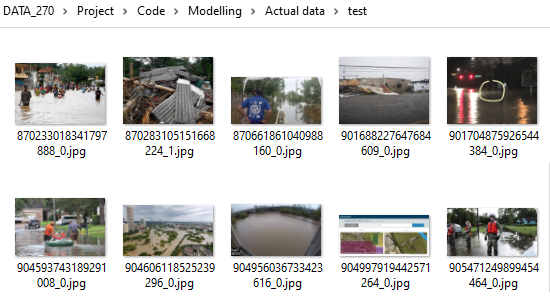 DATA_270 > Project > Code > Modelling > Actual data > test
870233018341797
888_0.jpg
870283105151668
224_1.jpg
870661861040988
160_0.jpg
901688227647684
609_0.jpg
901704875926544
384_0.jpg
904593743189291
008_0.jpg
904606118525239
296_0.jpg
904956036733423
616_0.jpg
904997919442571
264_0.jpg
905471249899454
464_0.jpg